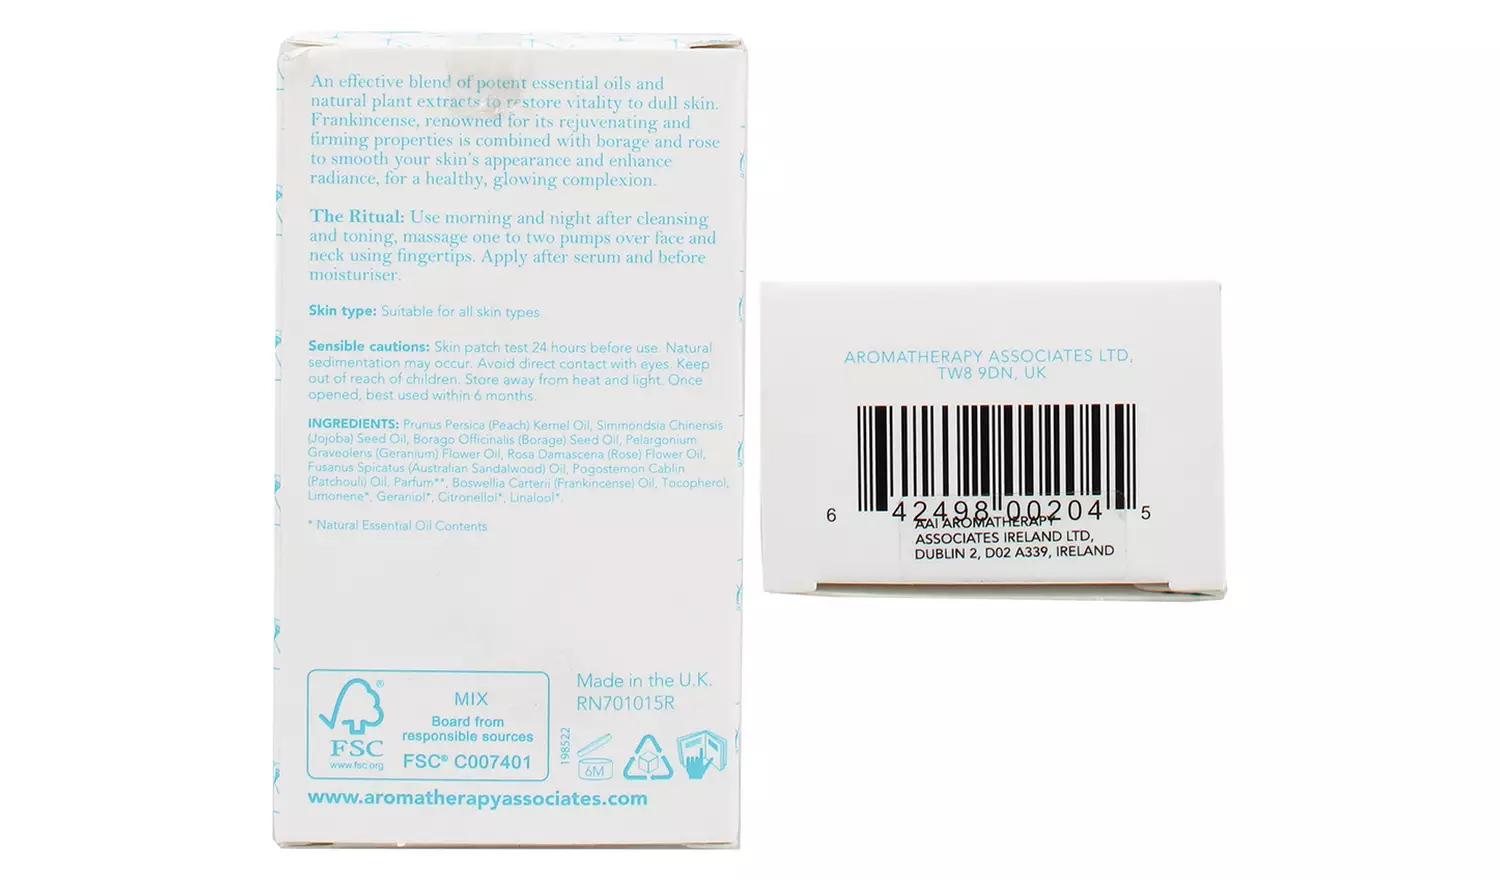 An effective blend of potent essential oils and
natural plant extracts to restore vitality to dull skin.
Frankincense, renowned for its rejuvenating and
firming properties is combined with borage and rose
to smooth your skin's appearance and enhance
radiance, for a healthy, glowing complexion.
The Ritual: Use morning and night after cleansing
and toning, massage one to two pumps over face and
neck using fingertips. Apply after serum and before
moisturiser.
Skin type: Suitable for all skin types
Sensible cautions: Skin patch test 24 hours before use. Natural
sedimentation may occur. Avoid direct contact with eyes. Keep
out of reach of children. Store away from heat and light. Once
opened, best used within 6 months.
INGREDIENTS: Prunus Persica (Peach) Kernel Oil, Simmondsia Chinensis
(Jojoba) Seed Oil, Borago Officinalis (Borage) Seed Oil, Pelargonium
Graveolens (Geranium) Flower Oil, Rosa Damascena (Rose) Flower Oil,
Fusanus Spicatus (Australian Sandalwood) Oil, Pogostemon Cablin
(Patchouli) Oil, Parfum**, Boswellia Carterii (Frankincense) Oil, Tocopherol,
Limonene*, Geraniol*, Citronellol*, Linalool*.
* Natural Essential Oil Contents
®
FSC
www.fsc.org
MIX
Board from
responsible sources
FSC® C007401
Made in the U.K.
RN701015R
198522
6M
www.aromatherapyassociates.com
AROMATHERAPY ASSOCIATES LTD,
TW8 9DN, UK
6 42498 00204 5
AAI AROMATHERAPY
ASSOCIATES IRELAND LTD,
DUBLIN 2, D02 A339, IRELAND